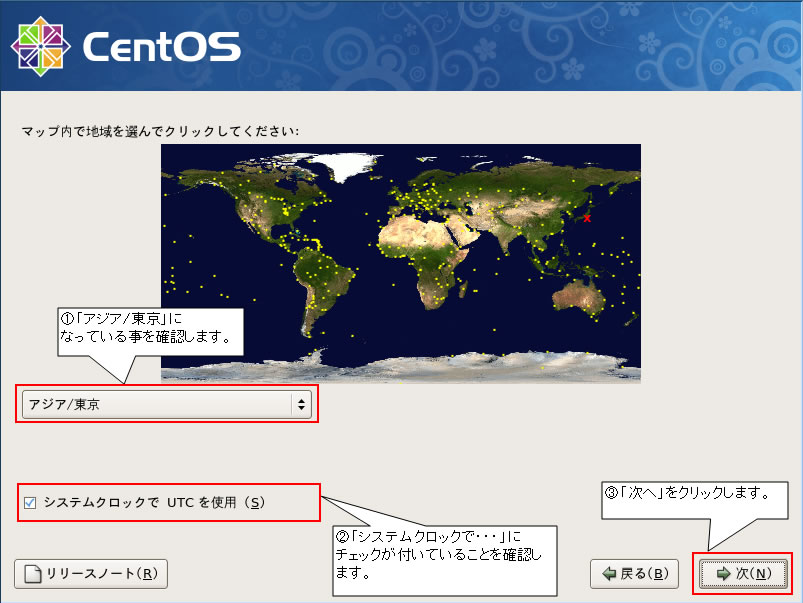 CentOS
マップ内で地域を選んでクリックしてください:
①「アジア/東京」に
なっている事を確認します。
アジア/東京
システムクロックで UTC を使用（S）
②「システムクロックで・・・」に
チェックが付いていることを確認し
ます。
③「次へ」をクリックします。
リリースノート(R)
戻る(B)
次(N)